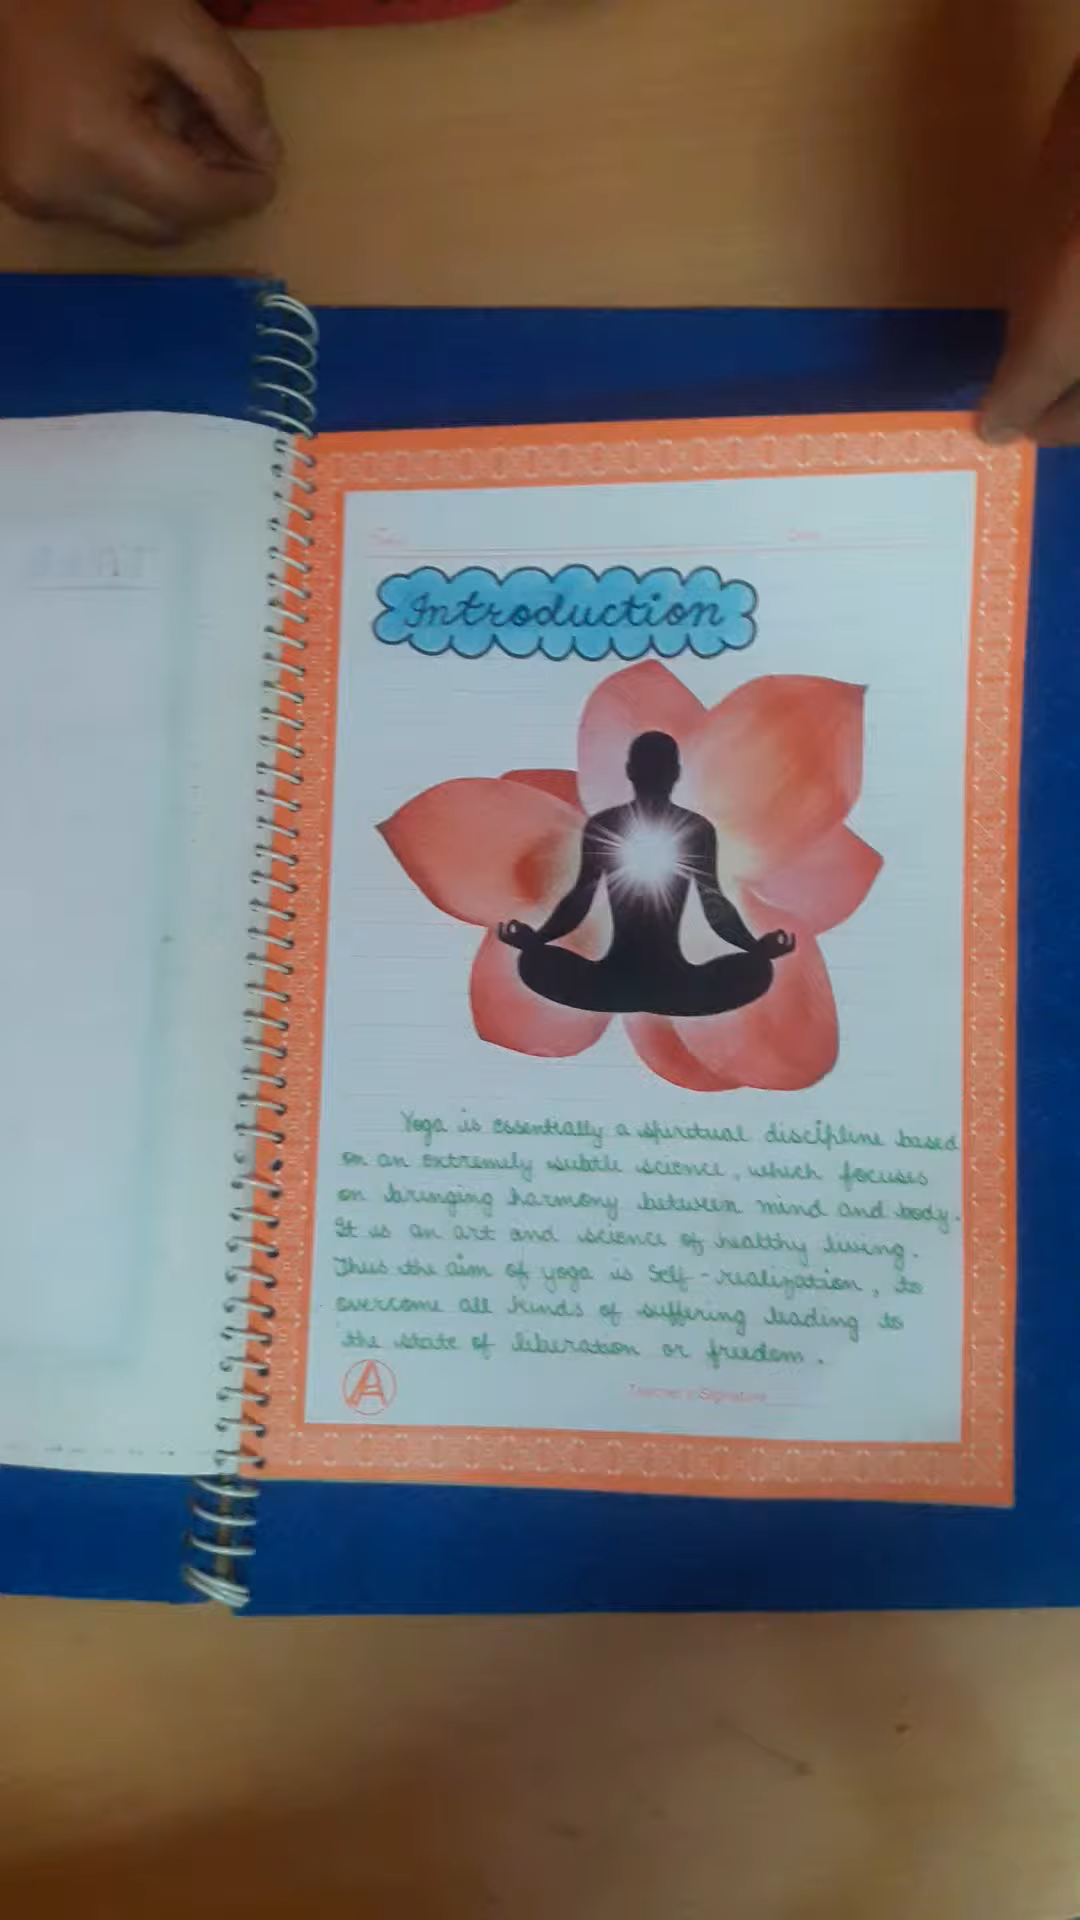 Introduction
Yoga is essentially a spiritual discipline based
on an extremely subtle science, which focuses
on bringing harmony between mind and body.
It is an art and science of healthy living.
Thus the aim of yoga is Self-realization, to
overcome all kinds of suffering leading to
the state of liberation or freedom.
A
Teacher's Signature